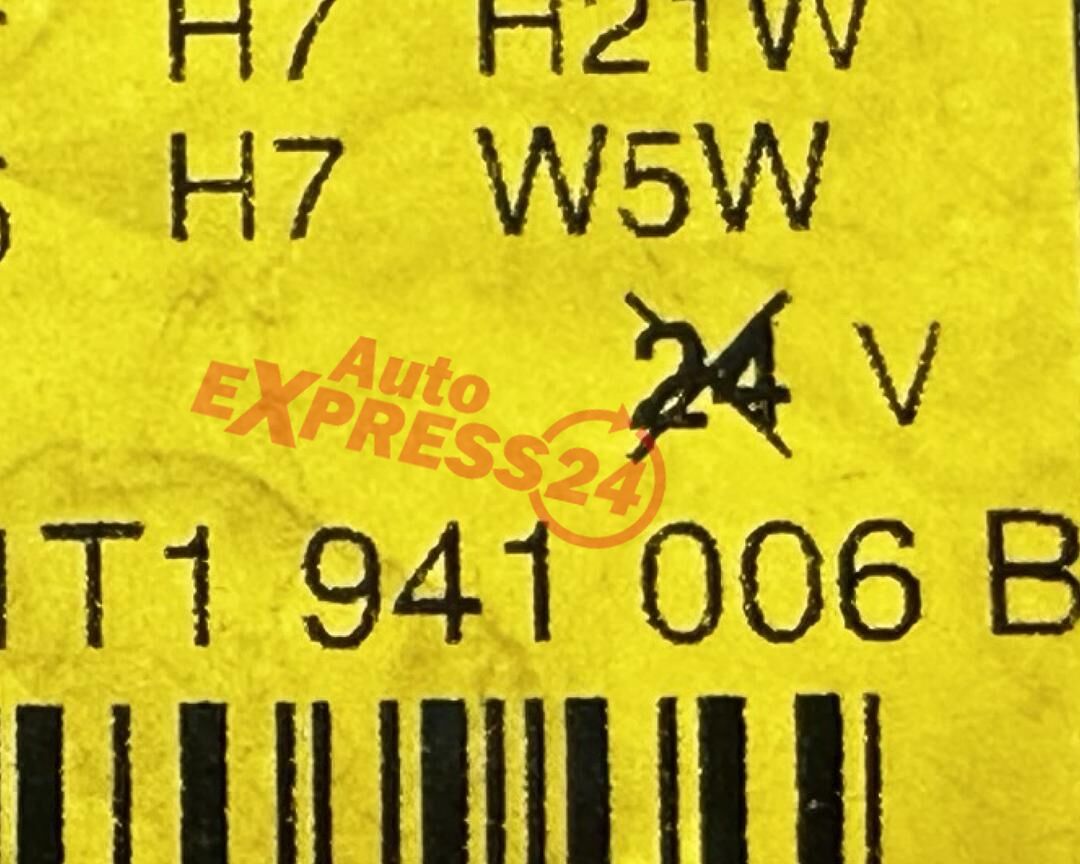 H7 H21W
H7 W5W
24 V
Auto
EXPRESS24
T1 941 006 B